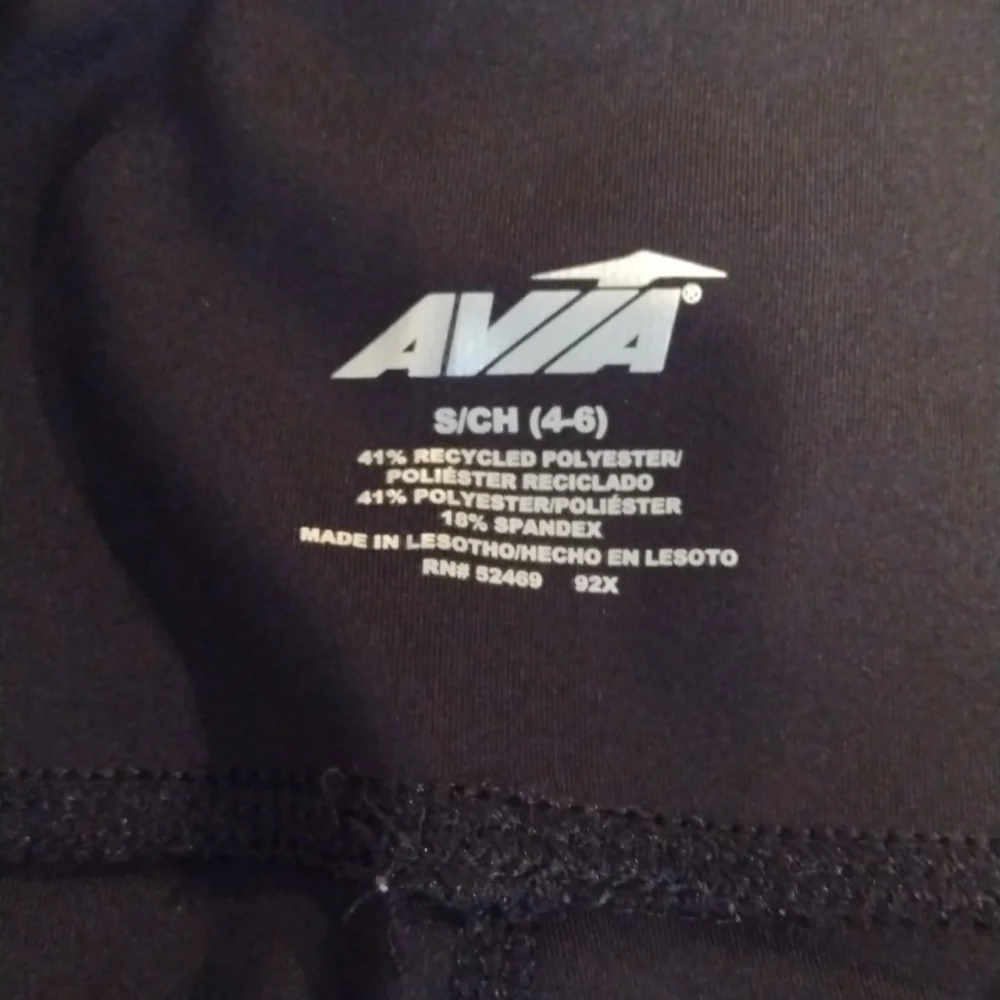 AVIA®
S/CH (4-6)
41% RECYCLED POLYESTER/
POLIÉSTER RECICLADO
41% POLYESTER/POLIÉSTER
18% SPANDEX
MADE IN LESOTHO/HECHO EN LESOTO
RN# 52469 92X